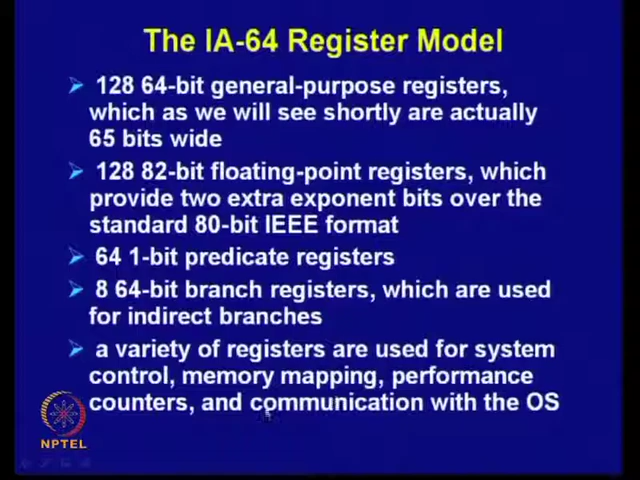 The IA-64 Register Model
128 64-bit general-purpose registers,
which as we will see shortly are actually
65 bits wide
128 82-bit floating-point registers, which
provide two extra exponent bits over the
standard 80-bit IEEE format
64 1-bit predicate registers
8 64-bit branch registers, which are used
for indirect branches
a variety of registers are used for system
control, memory mapping, performance
counters, and communication with the OS
NPTEL